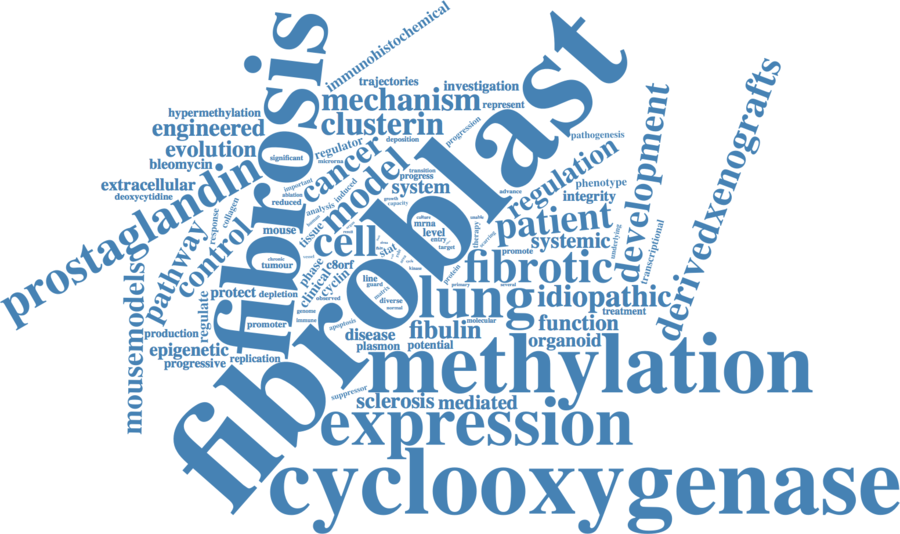 immunohistochemical
trajectories
investigation
hypermethylation
mechanism
represent
engineered
clusterin
progression
deposition
pathogenesis
evolution
significant
regulator
microrna
cancer
bleomycin
fibrosis
fibroblast
extracellular
deoxycytidine
important
ablation
reduced
induced
analysis
model
transition
progress
system
growth
capacity
advance
regulation
phenotype
integrity
development
derivedxenografts
prostaglandin
collagen
response
control
pathway
mouse
tissue
human
cell
culture
mrna
level
entry
target
therapy
unable
patient
systemic
promote
underlying
transcriptional
mousemodels
chronic
tumour
phase
clinical
c8orf
cyclin
line
guard
star
matrix
protein
fibrotic
primary
several
protect
depletion
observed
genome
immune
diverse
normal
lung
idiopathic
treatment
regulate
promoter
production
apoptosis
fibulin
molecular
function
organoid
disease
plasmon
potential
epigenetic
progressive
replication
methylation
suppressor
sclerosis
mediated
expression
cyclooxygenase